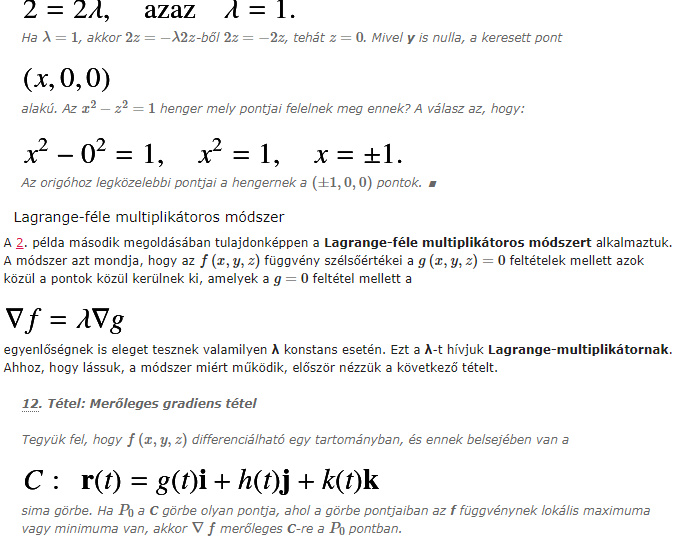 2 = 2λ, azaz λ = 1.
Ha λ = 1, akkor 2z = −λ2z-ből 2z = −2z, tehát z = 0. Mivel y is nulla, a keresett pont
(x, 0, 0)
alakú. Az x² − z² = 1 henger mely pontjai felelnek meg ennek? A válasz az, hogy:
x² − 0² = 1, x² = 1, x = ±1.
Az origóhoz legközelebbi pontjai a hengernek a (±1, 0, 0) pontok. ■
Lagrange-féle multiplikátoros módszer
A 2. példa második megoldásában tulajdonképpen a Lagrange-féle multiplikátoros módszert alkalmaztuk.
A módszer azt mondja, hogy az f (x, y, z) függvény szélsőértékei a g (x, y, z) = 0 feltételek mellett azok
közül a pontok közül kerülnek ki, amelyek a g = 0 feltétel mellett a
∇f = λ∇g
egyenlőségnek is eleget tesznek valamilyen λ konstans esetén. Ezt a λ-t hívjuk Lagrange-multiplikátornak.
Ahhoz, hogy lássuk, a módszer miért működik, először nézzük a következő tételt.
12. Tétel: Merőleges gradiens tétel
Tegyük fel, hogy f (x, y, z) differenciálható egy tartományban, és ennek belsejében van a
C : r(t) = g(t)i + h(t)j + k(t)k
sima görbe. Ha P₀ a C görbe olyan pontja, ahol a görbe pontjaiban az f függvénynek lokális maximuma
vagy minimuma van, akkor ∇ f merőleges C-re a P₀ pontban.